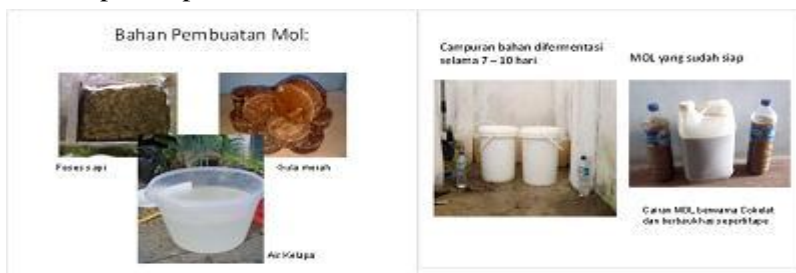 Bahan Pembuatan Mol:
Feses sapi
Gula merah
Air Kelapa
Campuran bahan difermentasi
selama 7 – 10 hari
MOL yang sudah siap
Cairan MOL berwarna Cokelat
dan berbau khas seperti tape